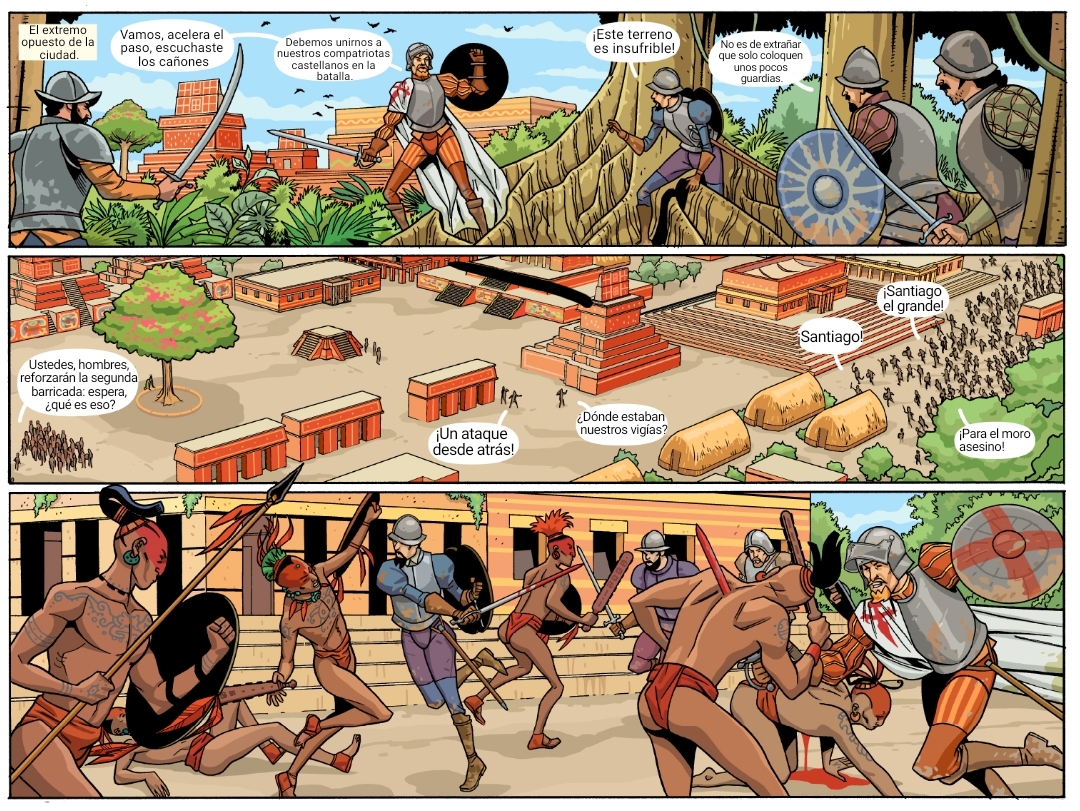 El extremo
opuesto de la
ciudad.
Vamos, acelera el
paso, escuchaste
los cañones
Debemos unirnos a
nuestros compatriotas
castellanos en la
batalla.
¡Este terreno
es insufrible!
No es de extrañar
que solo coloquen
unos pocos
guardias.
Ustedes, hombres,
reforzarán la segunda
barricada: espera,
¿qué es eso?
¡Un ataque
desde atrás!
¿Dónde estaban
nuestros vigías?
Santiago!
¡Santiago
el grande!
¡Para el moro
asesino!